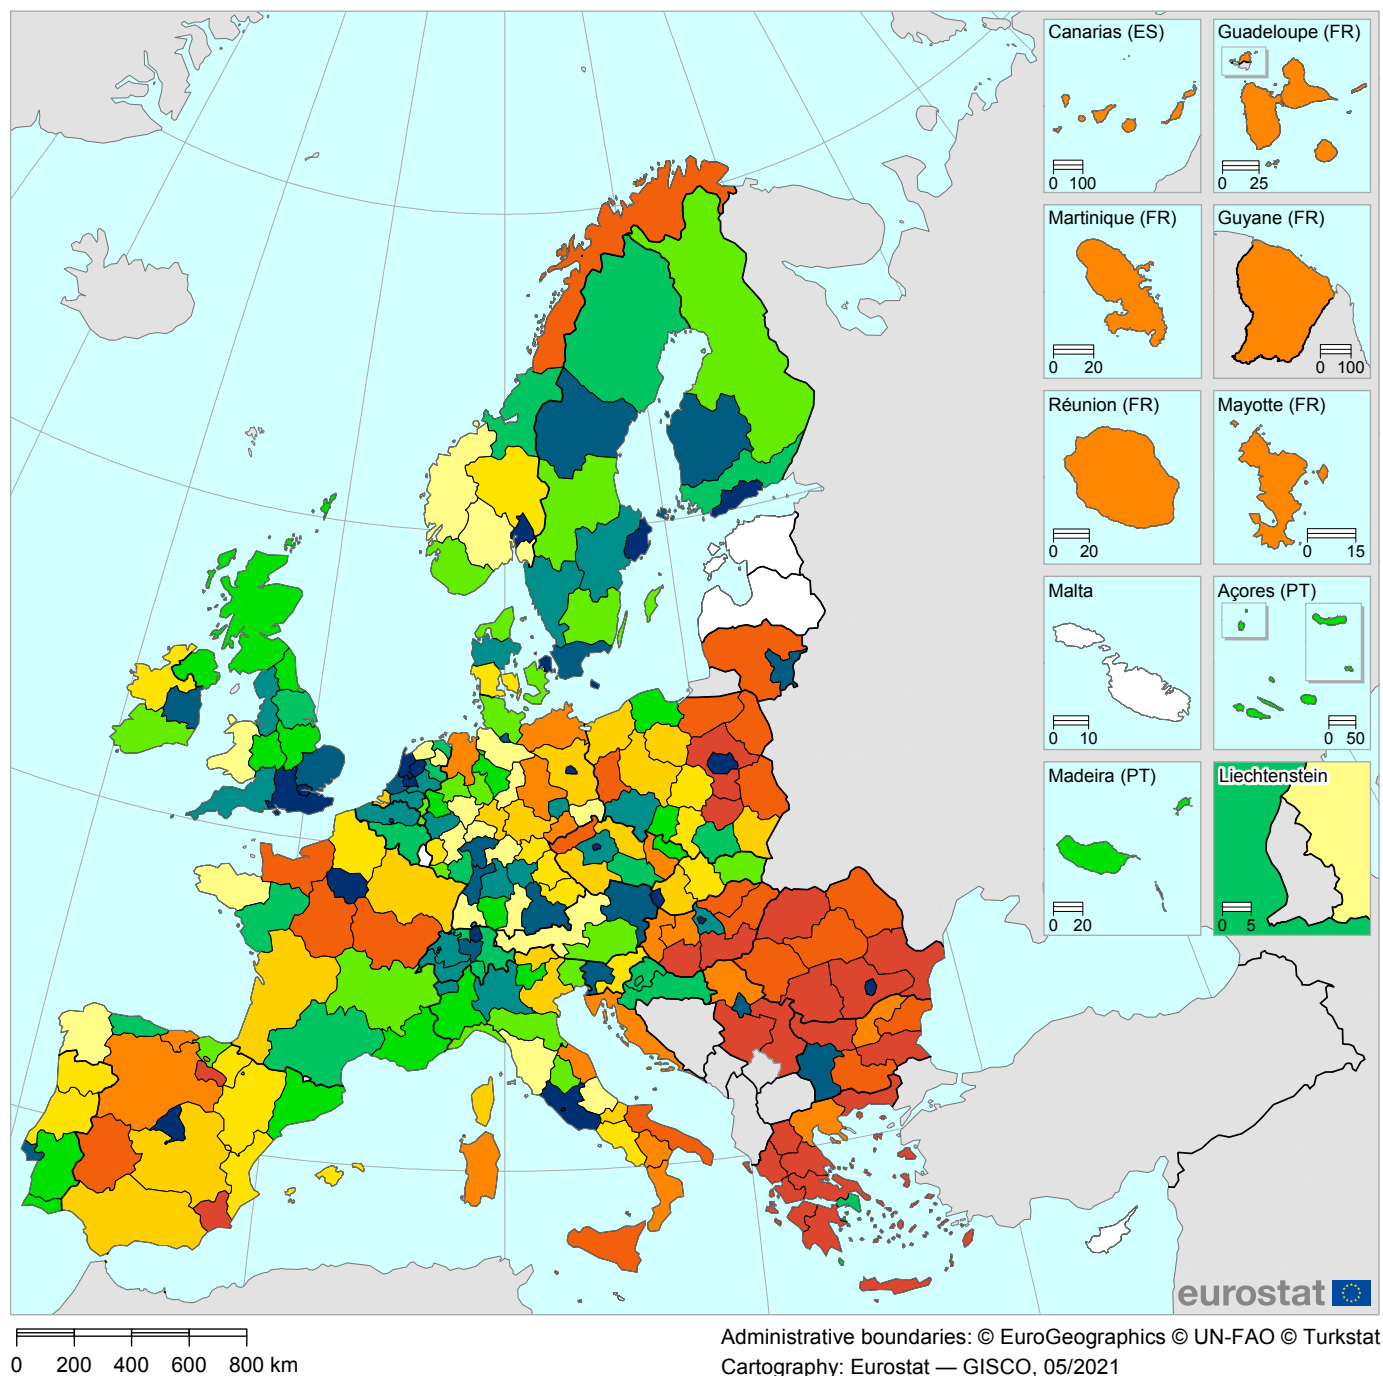 Canarias (ES)
0 100
Guadeloupe (FR)
0 25
Martinique (FR)
0 20
Guyane (FR)
0 100
Réunion (FR)
0 20
Mayotte (FR)
0 15
Malta
0 10
Açores (PT)
0 50
Madeira (PT)
0 20
Liechtenstein
0 5
eurostat
0 200 400 600 800 km
Administrative boundaries: © EuroGeographics © UN-FAO © Turkstat
Cartography: Eurostat — GISCO, 05/2021